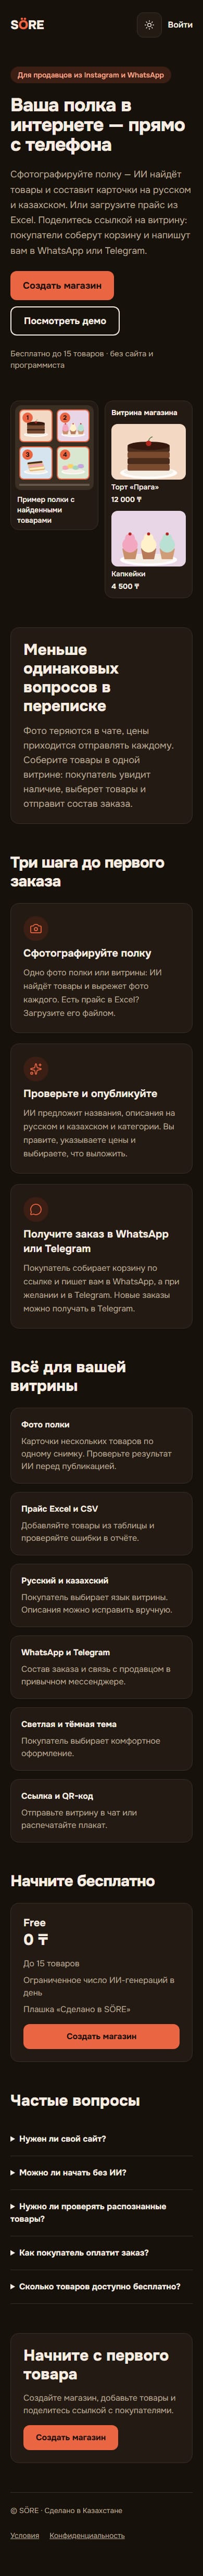 SÖRE
Войти
Для продавцов из Instagram и WhatsApp
Ваша полка в
интернете — прямо
с телефона
Сфотографируйте полку — ИИ найдёт
товары и составит карточки на русском
и казахском. Или загрузите прайс из
Excel. Поделитесь ссылкой на витрину:
покупатели соберут корзину и напишут
вам в WhatsApp или Telegram.
Создать магазин
Посмотреть демо
Бесплатно до 15 товаров · без сайта и
программиста
1
2
3
4
Пример полки с
найденными
товарами
Витрина магазина
Торт «Прага»
12 000 ₸
Капкейки
4 500 ₸
Меньше
одинаковых
вопросов в
переписке
Фото теряются в чате, цены
приходится отправлять каждому.
Соберите товары в одной
витрине: покупатель увидит
наличие, выберет товары и
отправит состав заказа.
Три шага до первого
заказа
Сфотографируйте полку
Одно фото полки или витрины: ИИ
найдёт товары и вырежет фото
каждого. Есть прайс в Excel?
Загрузите его файлом.
Проверьте и опубликуйте
ИИ предложит названия, описания на
русском и казахском и категории. Вы
правите, указываете цены и
выбираете, что выложить.
Получите заказ в WhatsApp
или Telegram
Покупатель собирает корзину по
ссылке и пишет вам в WhatsApp, а при
желании и в Telegram. Новые заказы
можно получать в Telegram.
Всё для вашей
витрины
Фото полки
Карточки нескольких товаров по
одному снимку. Проверьте результат
ИИ перед публикацией.
Прайс Excel и CSV
Добавляйте товары из таблицы и
проверяйте ошибки в отчёте.
Русский и казахский
Покупатель выбирает язык витрины.
Описания можно исправить вручную.
WhatsApp и Telegram
Состав заказа и связь с продавцом в
привычном мессенджере.
Светлая и тёмная тема
Покупатель выбирает комфортное
оформление.
Ссылка и QR-код
Отправьте витрину в чат или
распечатайте плакат.
Начните бесплатно
Free
0 ₸
До 15 товаров
Ограниченное число ИИ-генераций в
день
Плашка «Сделано в SÖRE»
Создать магазин
Частые вопросы
Нужен ли свой сайт?
Можно ли начать без ИИ?
Нужно ли проверять распознанные
товары?
Как покупатель оплатит заказ?
Сколько товаров доступно бесплатно?
Начните с первого
товара
Создайте магазин, добавьте товары и
поделитесь ссылкой с покупателями.
Создать магазин
© SÖRE · Сделано в Казахстане
Условия Конфиденциальность